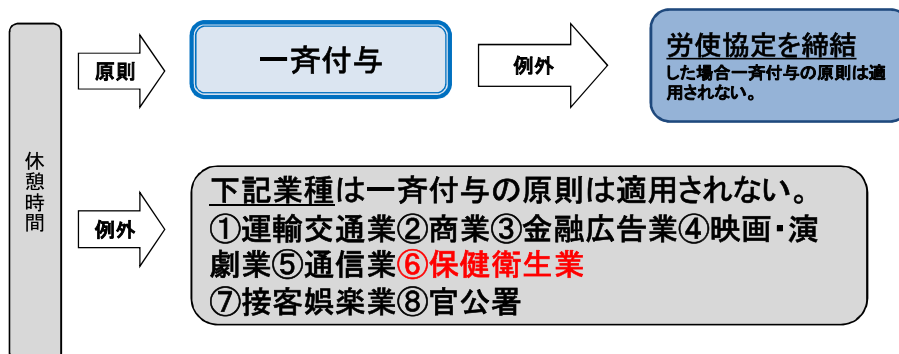 休憩時間
原則
一斉付与
例外
労使協定を締結
した場合一斉付与の原則は適
用されない。
例外
下記業種は一斉付与の原則は適用されない。
①運輸交通業②商業③金融広告業④映画・演
劇業⑤通信業⑥保健衛生業
⑦接客娯楽業⑧官公署